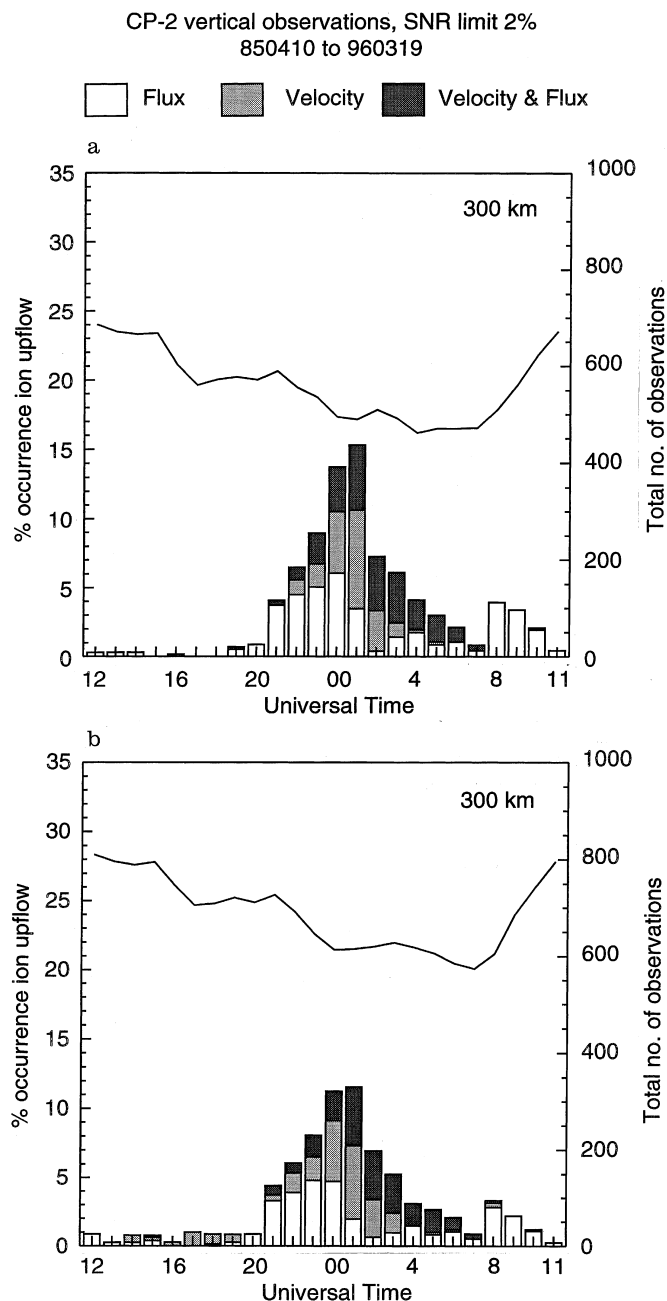 CP-2 vertical observations, SNR limit 2%
850410 to 960319
Flux Velocity Velocity & Flux
a
35 1000
300 km
30
800
25
600
20
15
400
10
200
5
0 0
12 16 20 00 4 8 11
Universal Time
% occurrence ion upflow
Total no. of observations
b
35 1000
300 km
30
800
25
600
20
15
400
10
200
5
0 0
12 16 20 00 4 8 11
Universal Time
% occurrence ion upflow
Total no. of observations